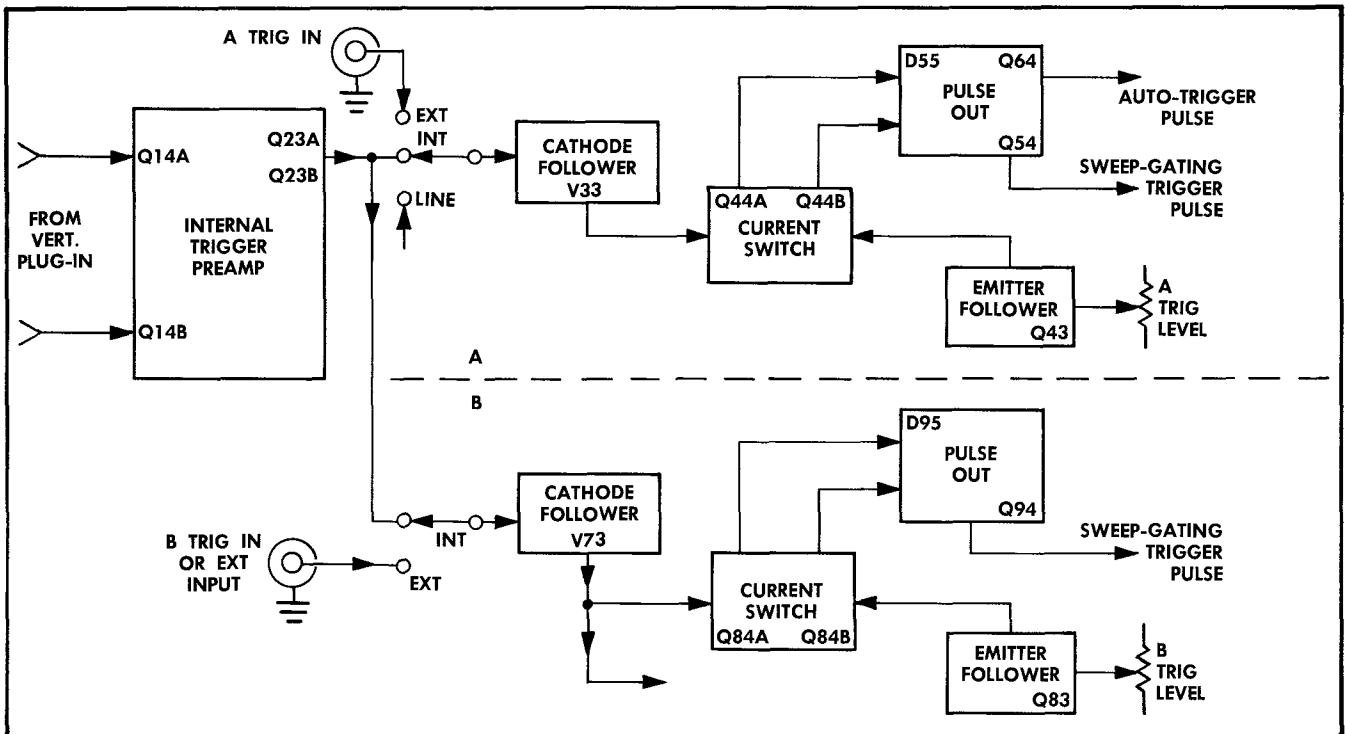 A TRIG IN
EXT
INT
LINE
FROM
VERT.
PLUG-IN
Q14A
Q23A
Q23B
INTERNAL
TRIGGER
PREAMP
Q14B
CATHODE
FOLLOWER
V33
Q44A Q44B
CURRENT
SWITCH
D55 Q64
PULSE
OUT
Q54
AUTO-TRIGGER
PULSE
SWEEP-GATING
TRIGGER
PULSE
EMITTER
FOLLOWER
Q43
A
TRIG
LEVEL
A
B
B TRIG IN
OR EXT
INPUT
INT
EXT
CATHODE
FOLLOWER
V73
CURRENT
SWITCH
Q84A Q84B
D95
PULSE
OUT
Q94
SWEEP-GATING
TRIGGER
PULSE
EMITTER
FOLLOWER
Q83
B
TRIG
LEVEL